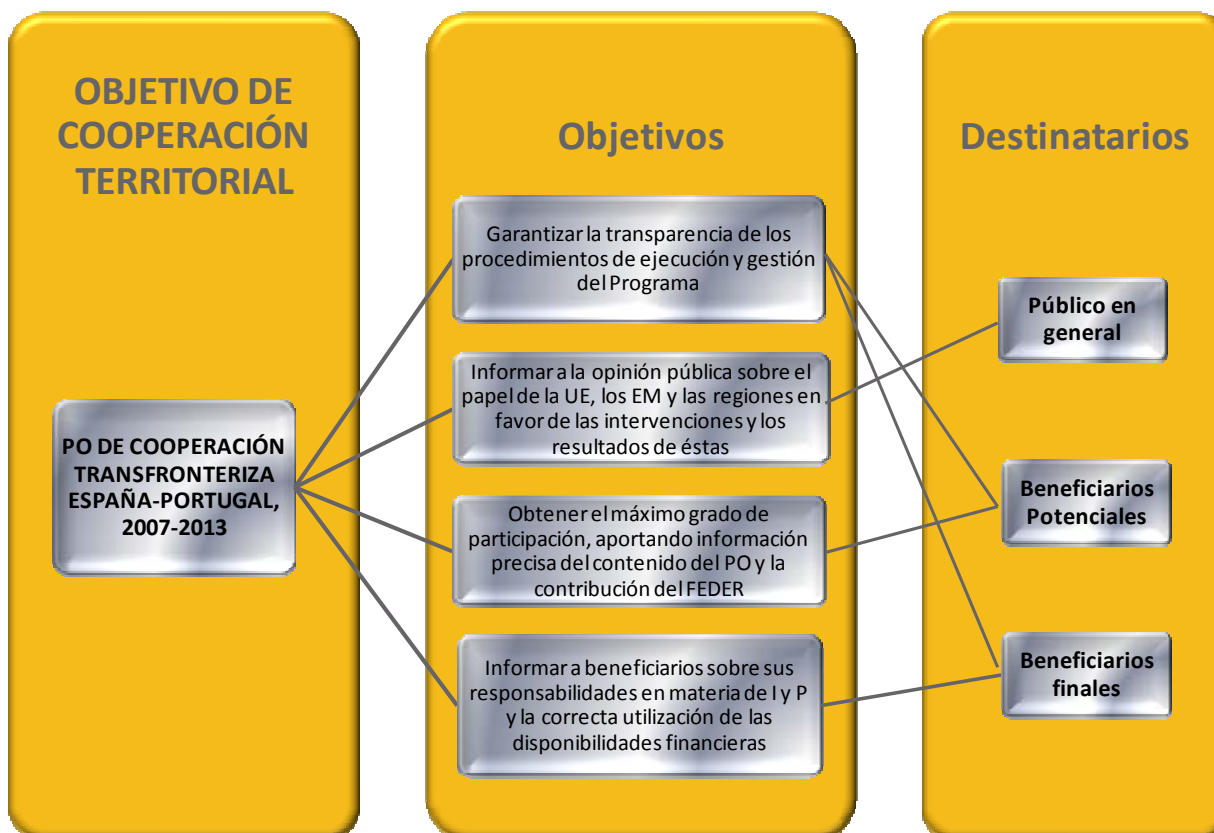 OBJETIVO DE
COOPERACIÓN
TERRITORIAL
PO DE COOPERACIÓN
TRANSFRONTERIZA
ESPAÑA-PORTUGAL,
2007-2013
Objetivos
Garantizar la transparencia de los
procedimientos de ejecución y gestión
del Programa
Informar a la opinión pública sobre el
papel de la UE, los EM y las regiones en
favor de las intervenciones y los
resultados de éstas
Obtener el máximo grado de
participación, aportando información
precisa del contenido del PO y la
contribución del FEDER
Informar a beneficiarios sobre sus
responsabilidades en materia de I y P
y la correcta utilización de las
disponibilidades financieras
Destinatarios
Público en
general
Beneficiarios
Potenciales
Beneficiarios
finales